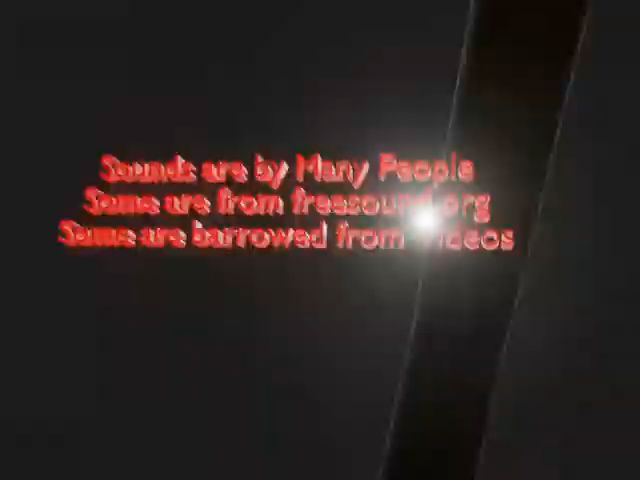 Sounds are by Many People
Some are from freesound.org
Some are barrowed from Videos